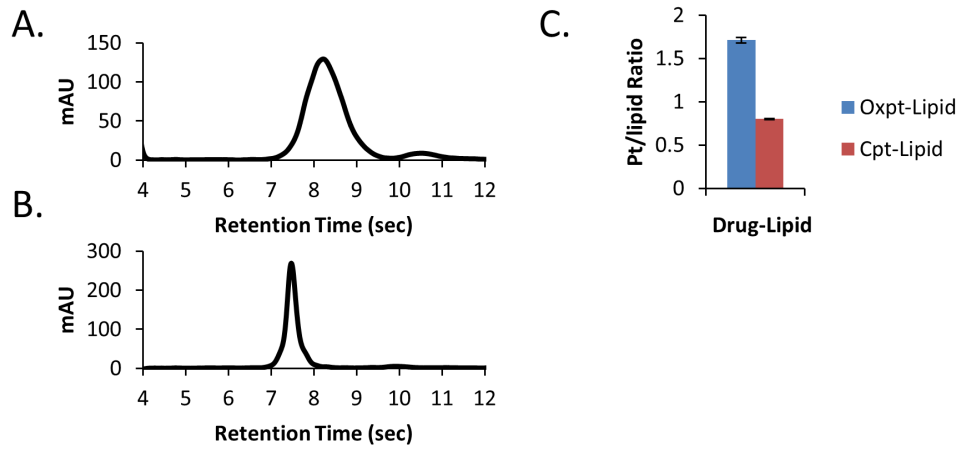 A.
150
100
50
0
mAU
4 5 6 7 8 9 10 11 12
Retention Time (sec)
B.
300
200
100
0
mAU
4 5 6 7 8 9 10 11 12
Retention Time (sec)
C.
2
1.5
1
0.5
0
Pt/lipid Ratio
Drug-Lipid
Oxpt-Lipid
Cpt-Lipid